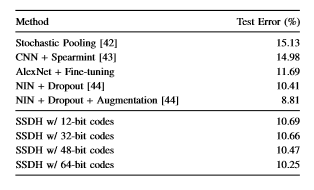 Method Test Error (%)
Stochastic Pooling [42] 15.13
CNN + Spearmint [43] 14.98
AlexNet + Fine-tuning 11.69
NIN + Dropout [44] 10.41
NIN + Dropout + Augmentation [44] 8.81
SSDH w/ 12-bit codes 10.69
SSDH w/ 32-bit codes 10.66
SSDH w/ 48-bit codes 10.47
SSDH w/ 64-bit codes 10.25